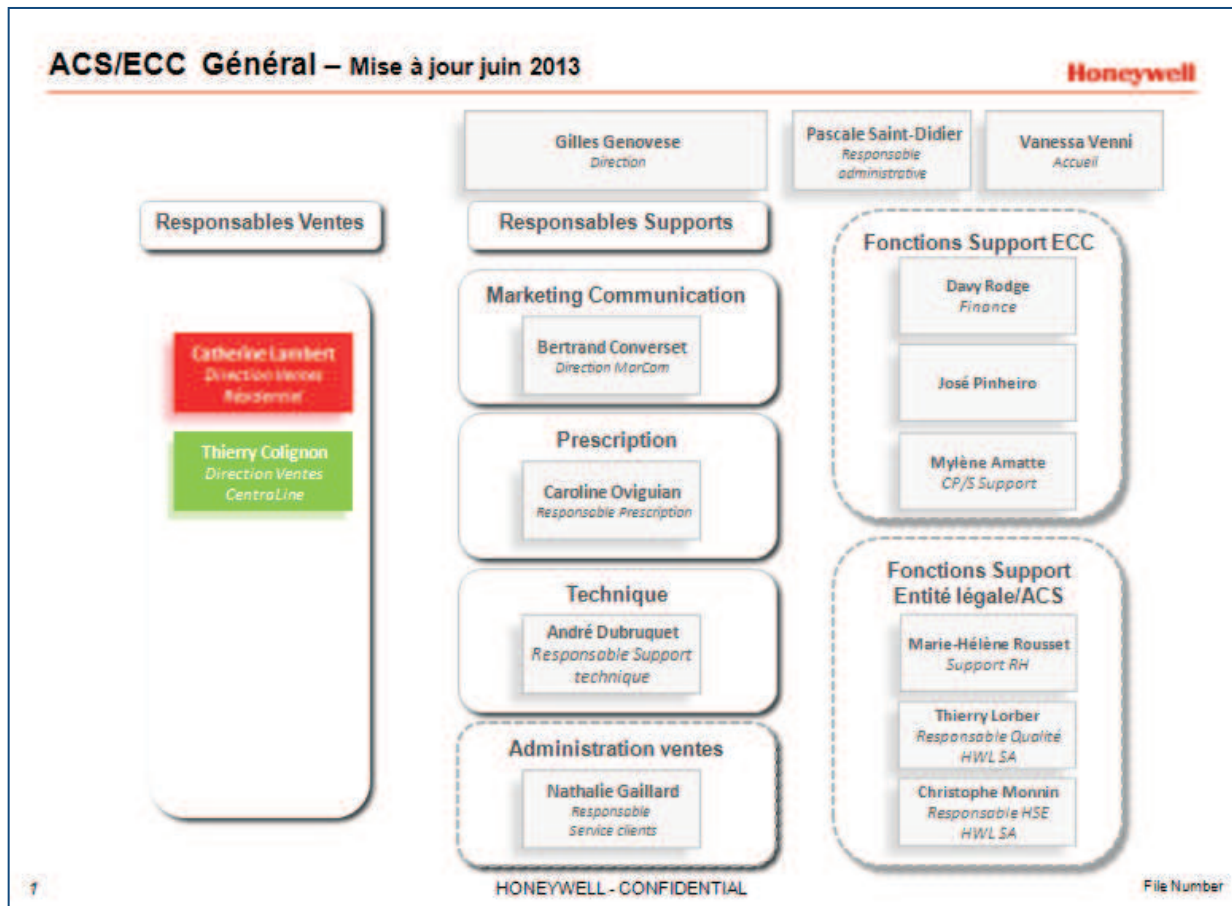 ACS/ECC Général – Mise à jour juin 2013
Honeywell
Gilles Genovese
Direction
Pascale Saint-Didier
Responsable
administrative
Vanessa Venni
Accueil
Responsables Ventes
Catherine Lambert
Direction Ventes
Résidentiel
Thierry Colignon
Direction Ventes
CentraLine
Responsables Supports
Marketing Communication
Bertrand Converset
Direction MarCom
Prescription
Caroline Oviguian
Responsable Prescription
Technique
André Dubruquet
Responsable Support
technique
Administration ventes
Nathalie Gaillard
Responsable
Service clients
Fonctions Support ECC
Davy Rodge
Finance
José Pinheiro
Mylène Amatte
CP/S Support
Fonctions Support
Entité légale/ACS
Marie-Hélène Rousset
Support RH
Thierry Lorber
Responsable Qualité
HWL SA
Christophe Monnin
Responsable HSE
HWL SA
1
HONEYWELL - CONFIDENTIAL
File Number